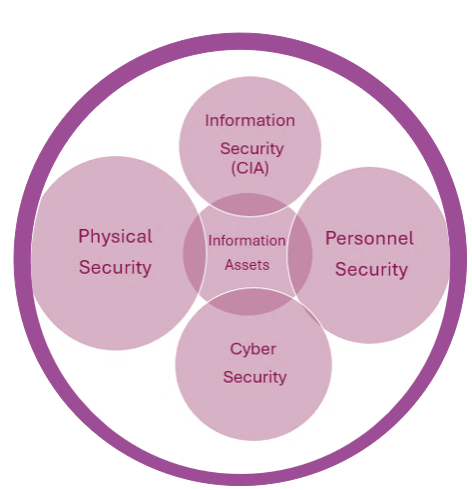 Information
Security
(CIA)
Physical
Security
Information
Assets
Personnel
Security
Cyber
Security